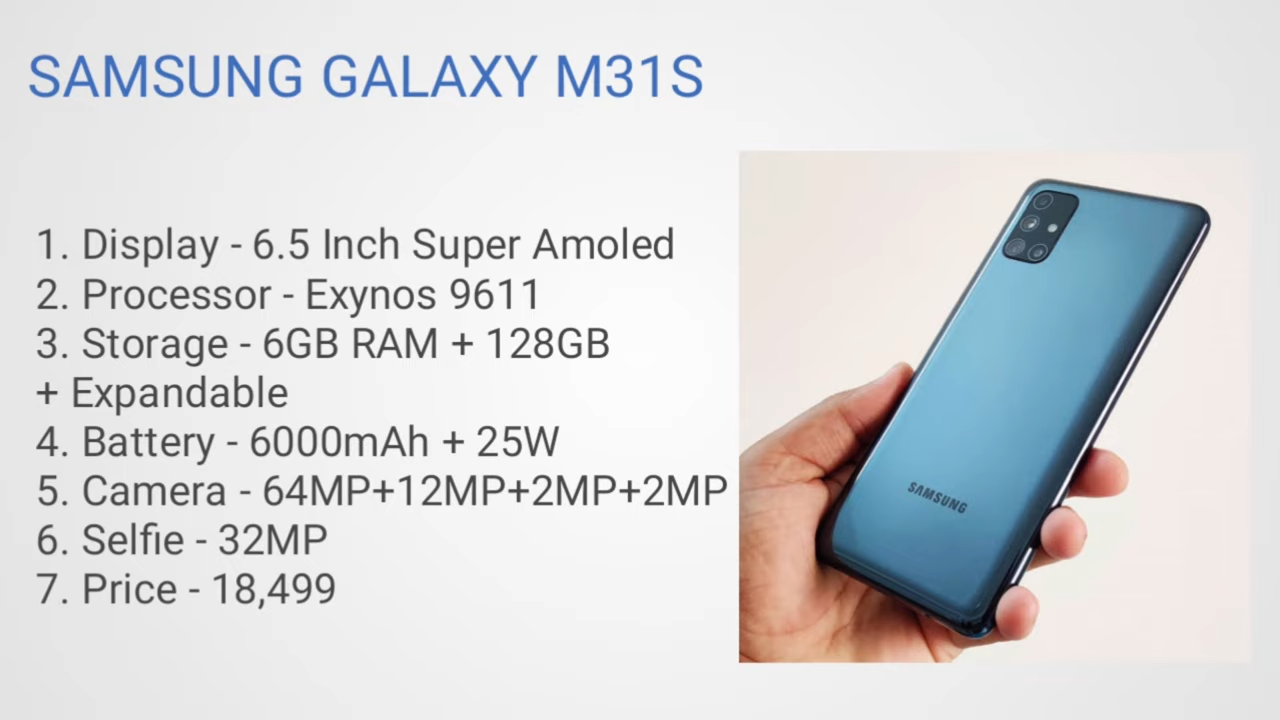 SAMSUNG GALAXY M31S
1. Display - 6.5 Inch Super Amoled
2. Processor - Exynos 9611
3. Storage - 6GB RAM + 128GB
+ Expandable
4. Battery - 6000mAh + 25W
5. Camera - 64MP+12MP+2MP+2MP
6. Selfie - 32MP
7. Price - 18,499
SAMSUNG